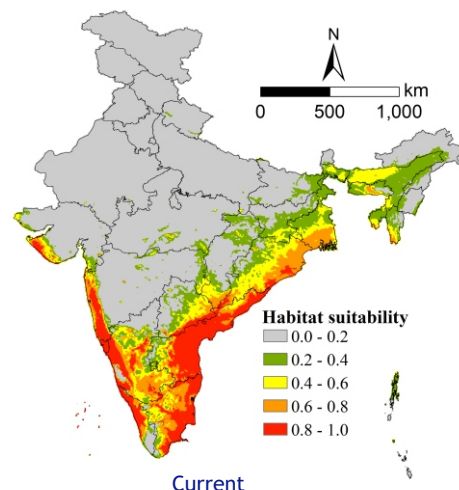 N
km
0 500 1,000
Habitat suitability
0.0 - 0.2
0.2 - 0.4
0.4 - 0.6
0.6 - 0.8
0.8 - 1.0
Current